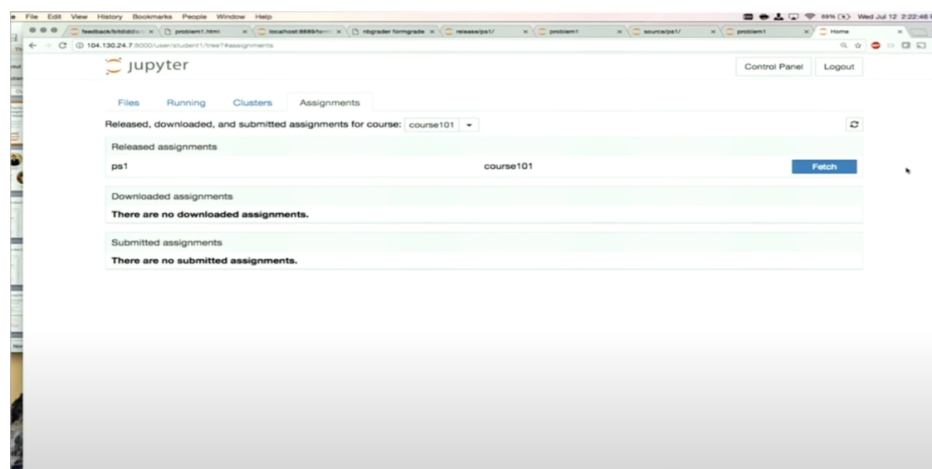 File Edit View History Bookmarks People Window Help
Wed Jul 12 2:22:46
problem1.html
nbgrader formgrade
release/ps1/
problem1
source/ps1/
problem1
Home
104.130.24.7:8000/user/student1/tree?#assignments
jupyter
Control Panel
Logout
Files
Running
Clusters
Assignments
Released, downloaded, and submitted assignments for course: course101
Released assignments
ps1 course101 Fetch
Downloaded assignments
There are no downloaded assignments.
Submitted assignments
There are no submitted assignments.